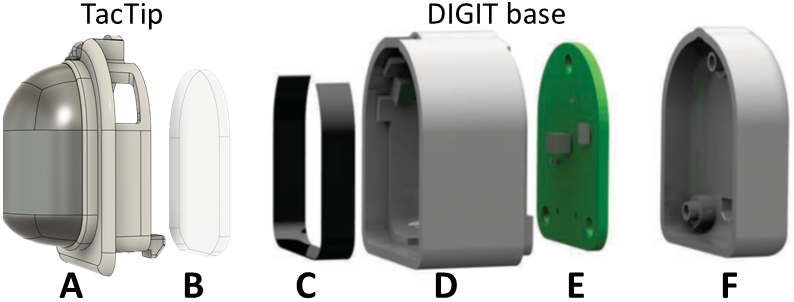 TacTip DIGIT base
A B C D E F